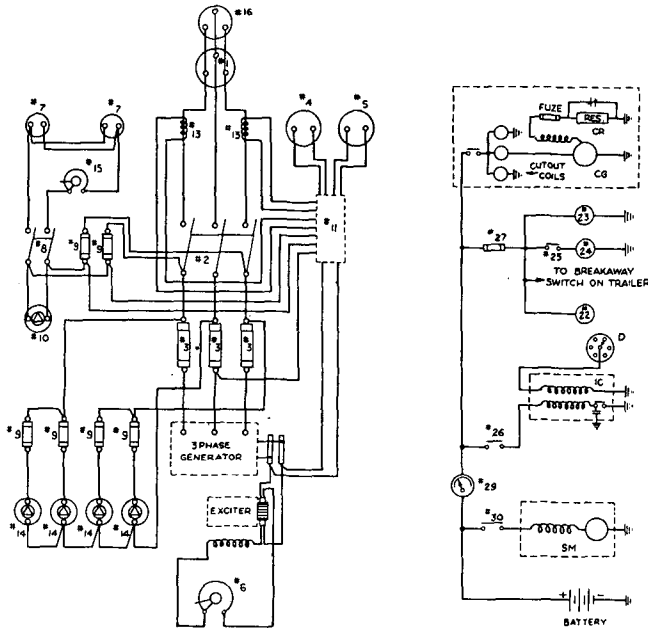 #16
#1
#7
#7
#13
#13
#4
#5
#15
#11
#8
#9
#9
#2
#10
#3
#3
#3
#9
#9
#9
#9
3 PHASE
GENERATOR
EXCITER
#14
#14
#14
#14
#6
FUZE
RES.
CR
CUTOUT
COILS
CG
#23
#27
#25
#24
TO BREAKAWAY
SWITCH ON TRAILER
#22
D
IC
#26
#29
#30
SM
+
-
BATTERY